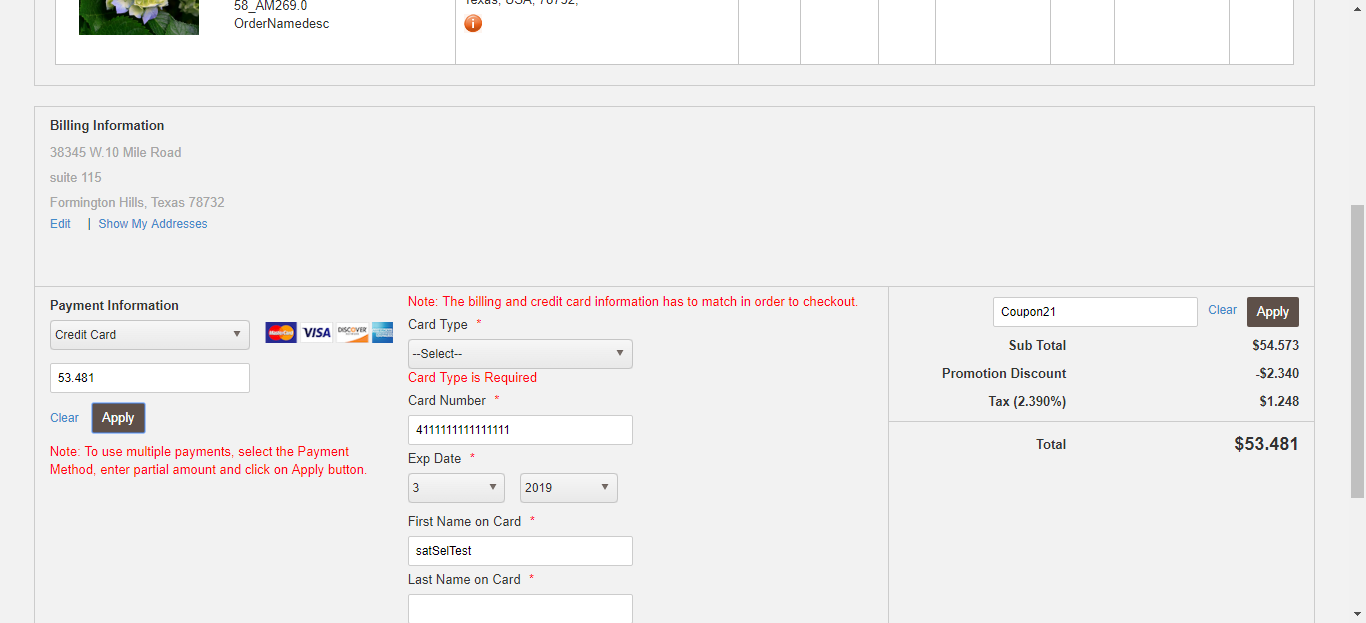 58_AM269.0
OrderNamedesc
Texas, USA, 78732,
Billing Information
38345 W.10 Mile Road
suite 115
Formington Hills, Texas 78732
Edit | Show My Addresses
Payment Information
Credit Card
MasterCard VISA DISCOVER
53.481
Clear Apply
Note: To use multiple payments, select the Payment
Method, enter partial amount and click on Apply button.
Note: The billing and credit card information has to match in order to checkout.
Card Type *
--Select--
Card Type is Required
Card Number *
4111111111111111
Exp Date *
3 2019
First Name on Card *
satSelTest
Last Name on Card *
Coupon21 Clear Apply
Sub Total $54.573
Promotion Discount -$2.340
Tax (2.390%) $1.248
Total $53.481